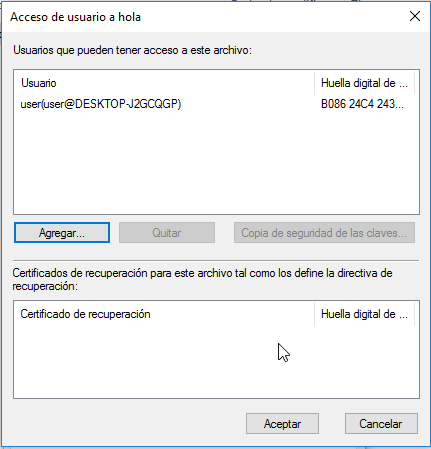 Acceso de usuario a hola
Usuarios que pueden tener acceso a este archivo:
Usuario Huella digital de ...
user(user@DESKTOP-J2GCQGP) B086 24C4 243...
Agregar... Quitar Copia de seguridad de las claves...
Certificados de recuperación para este archivo tal como los define la directiva de
recuperación:
Certificado de recuperación Huella digital de ...
Aceptar Cancelar